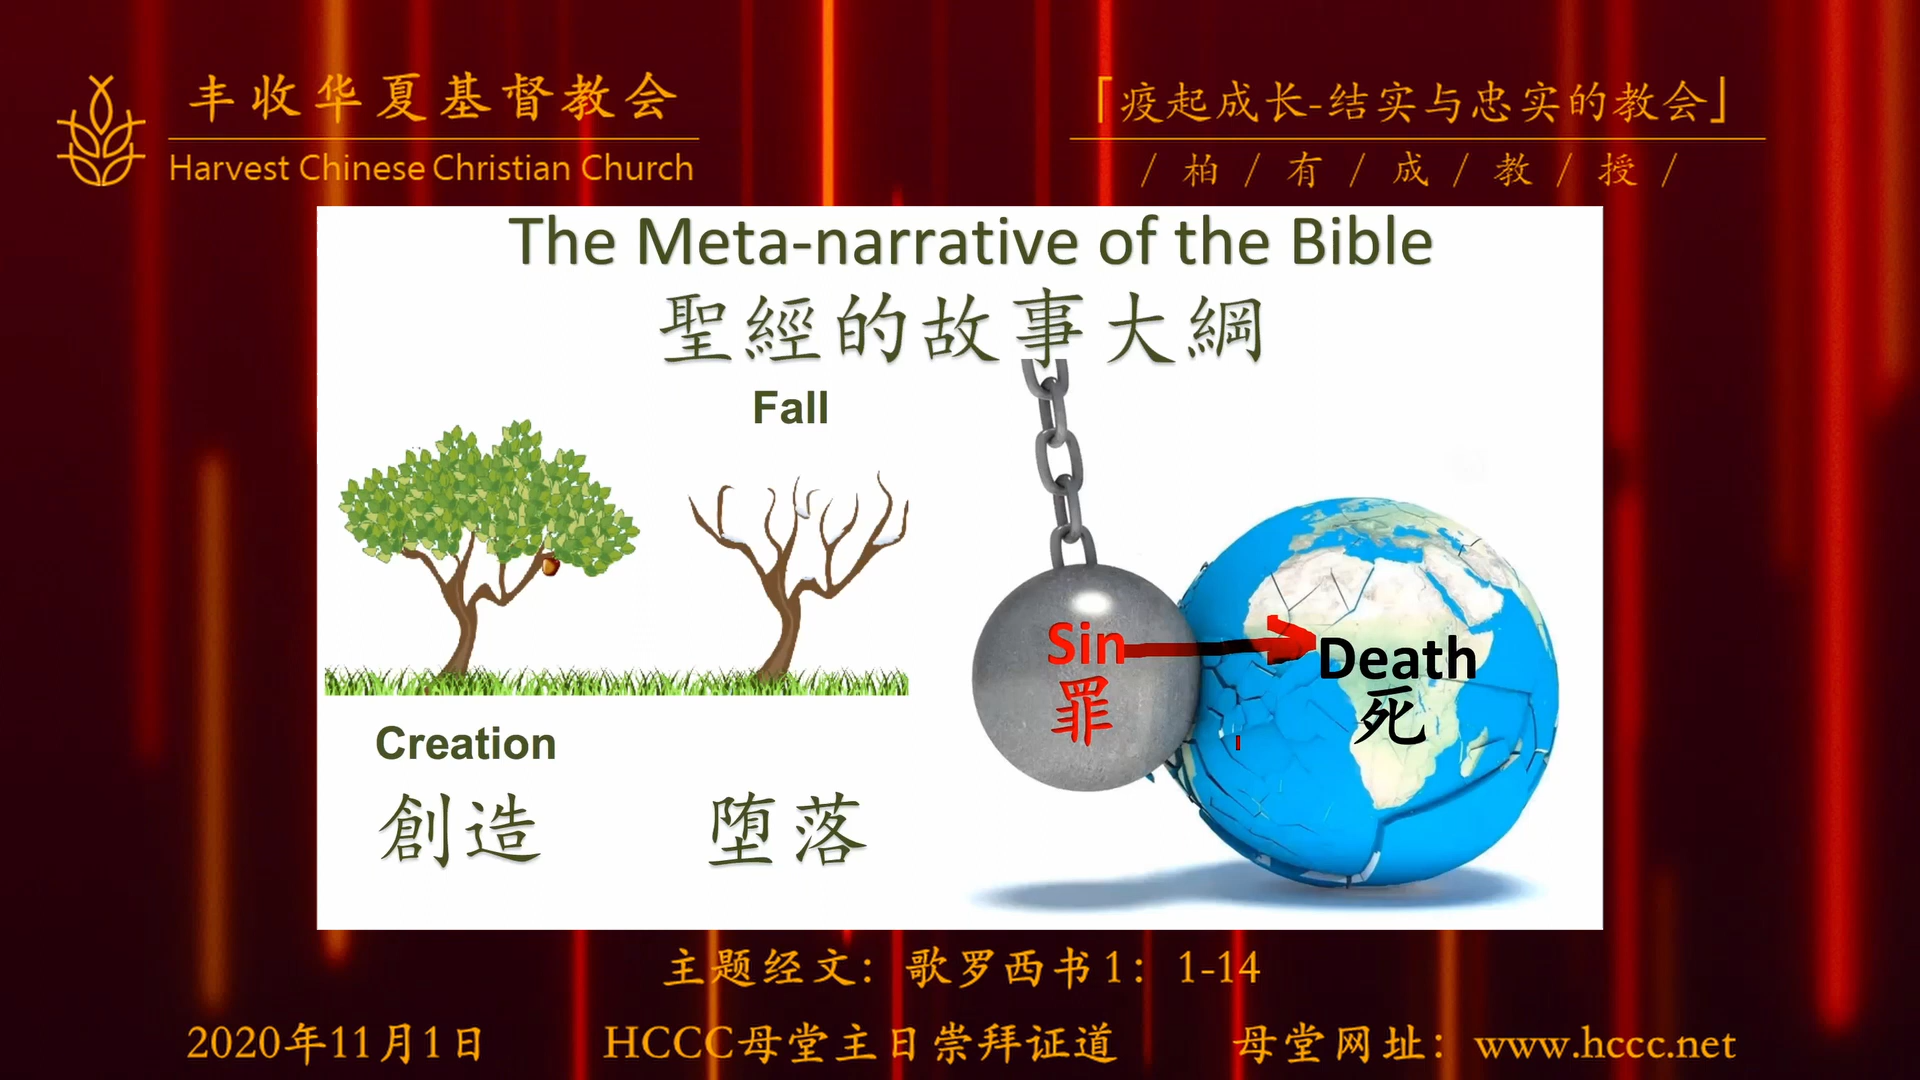 丰收华夏基督教会
Harvest Chinese Christian Church
「疫起成长-结实与忠实的教会」
/ 柏 / 有 / 成 / 教 / 授 /
The Meta-narrative of the Bible
聖經的故事大綱
Fall
Sin
罪
Death
死
Creation
創造
堕落
主题经文：歌罗西书1：1-14
2020年11月1日
HCCC母堂主日崇拜证道
母堂网址：www.hccc.net